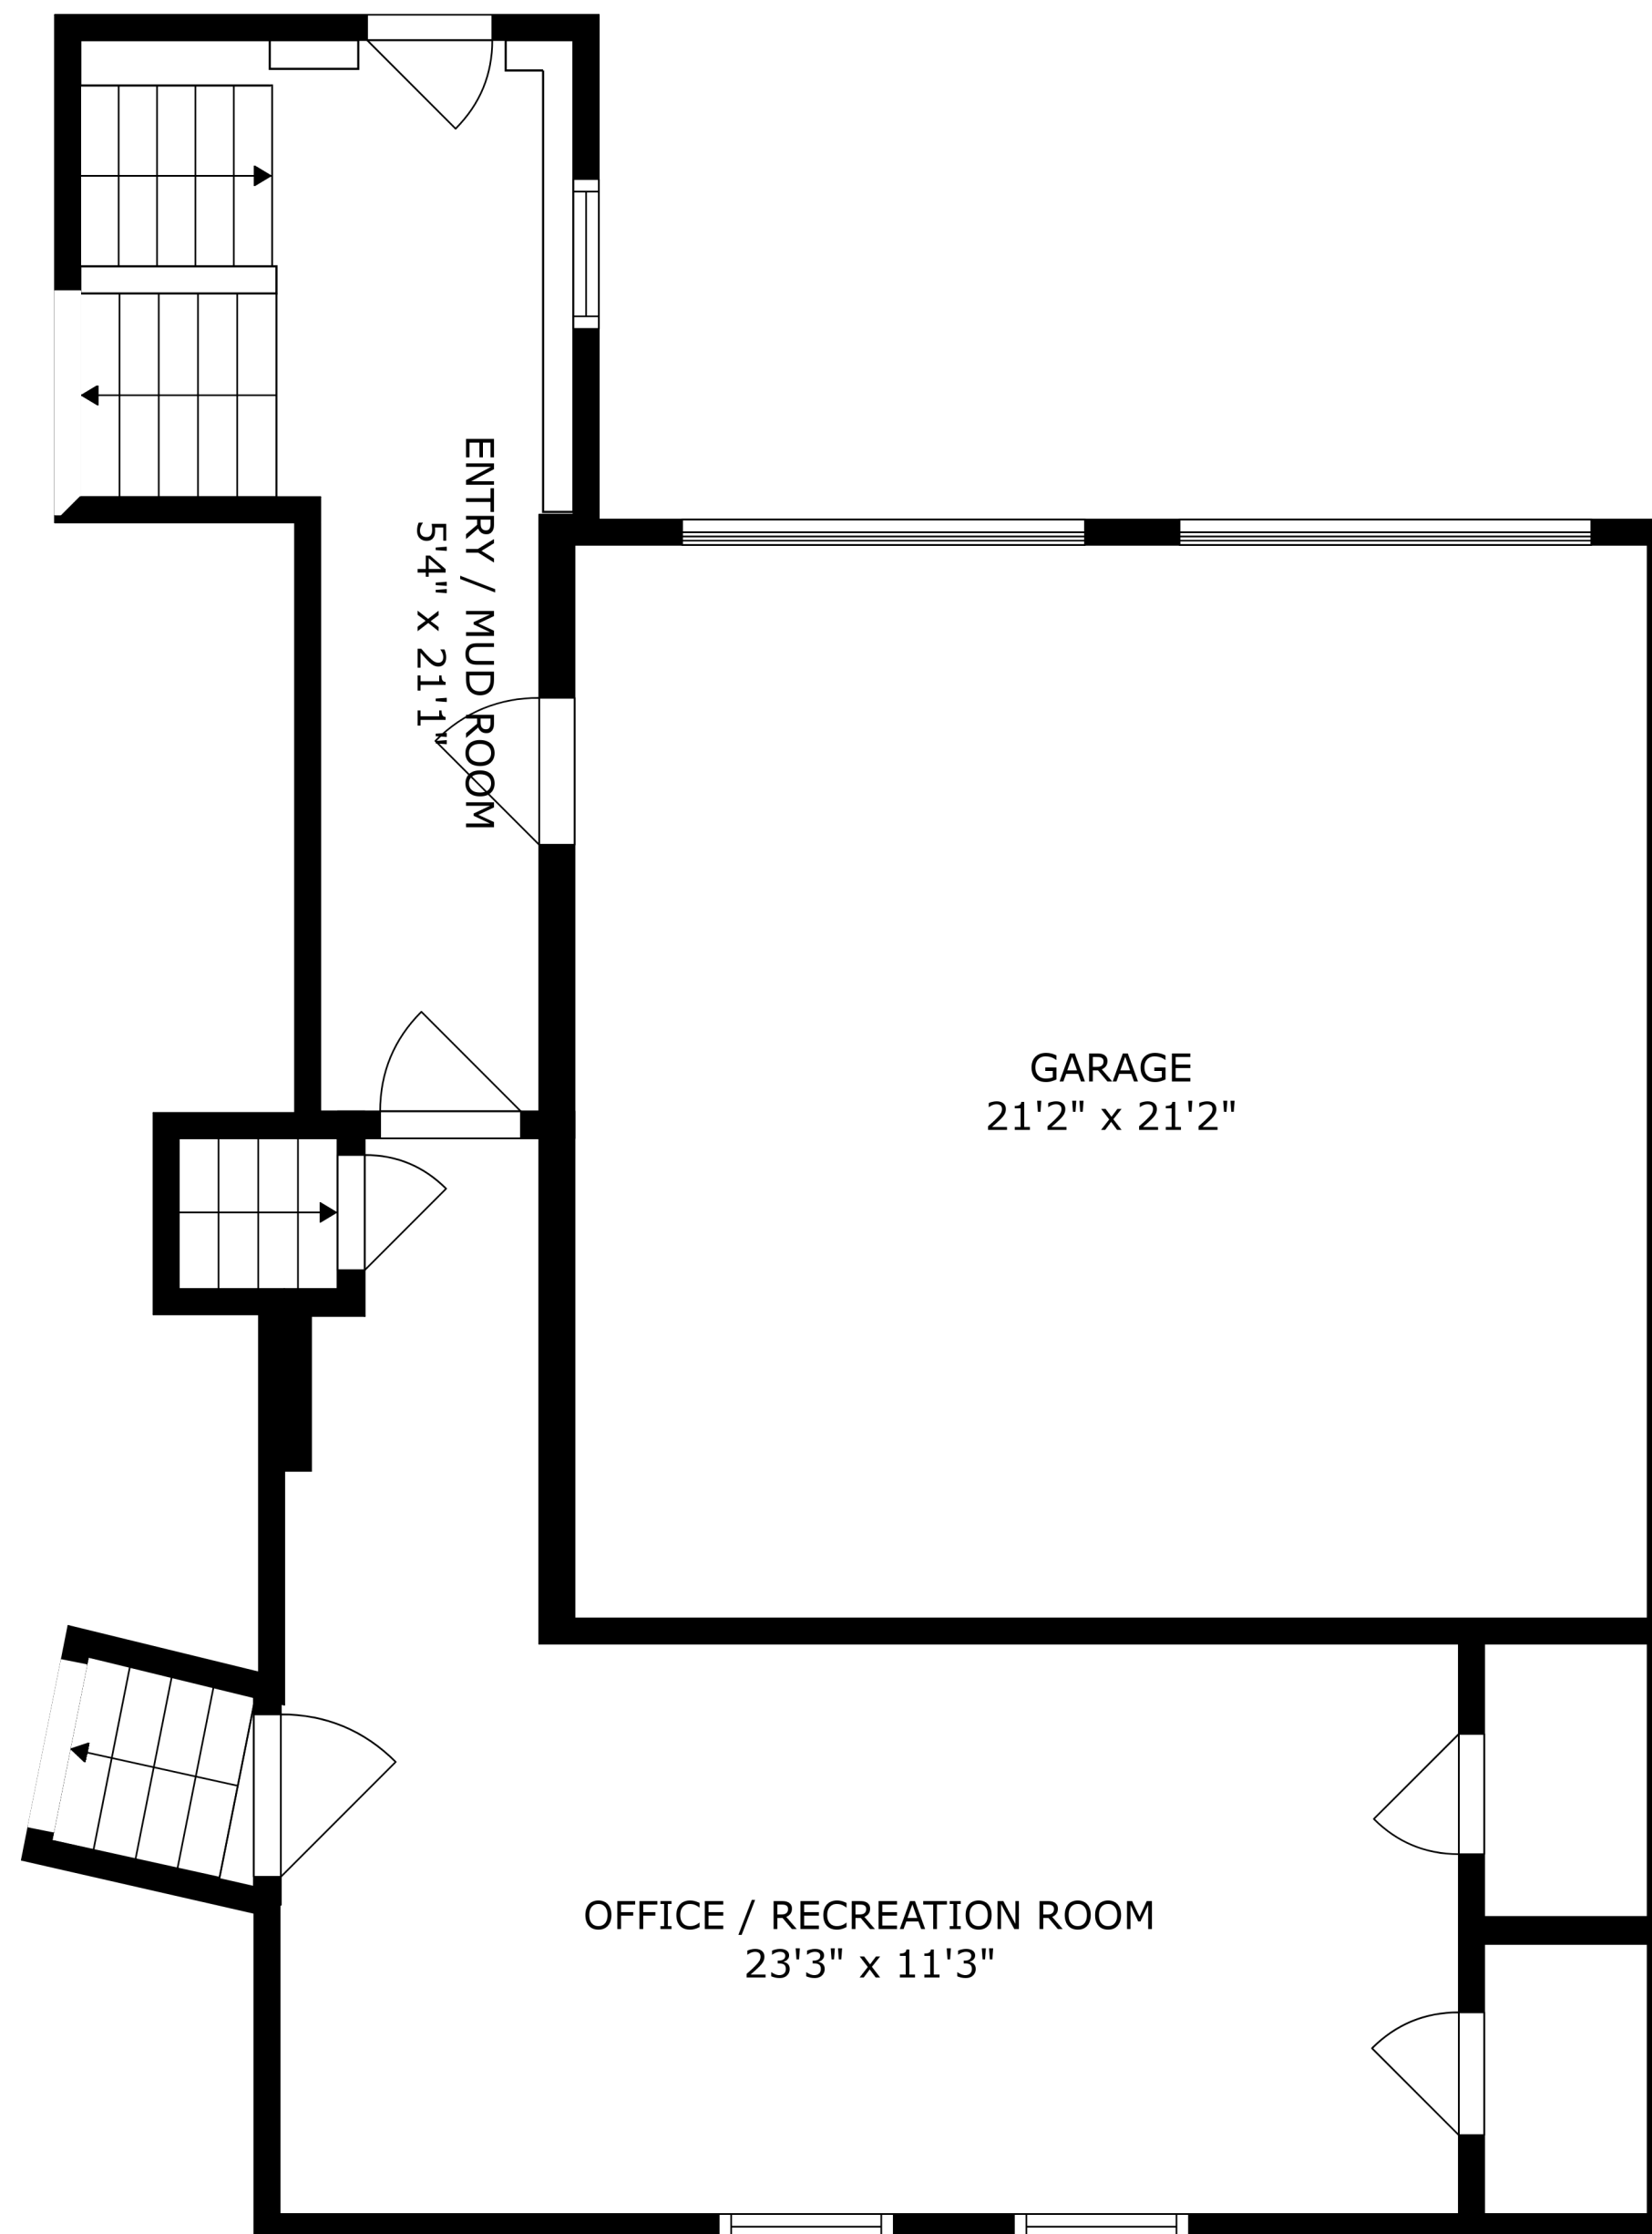 ENTRY / MUD ROOM
5'4" x 21'1"
GARAGE
21'2" x 21'2"
OFFICE / RECREATION ROOM
23'3" x 11'3"